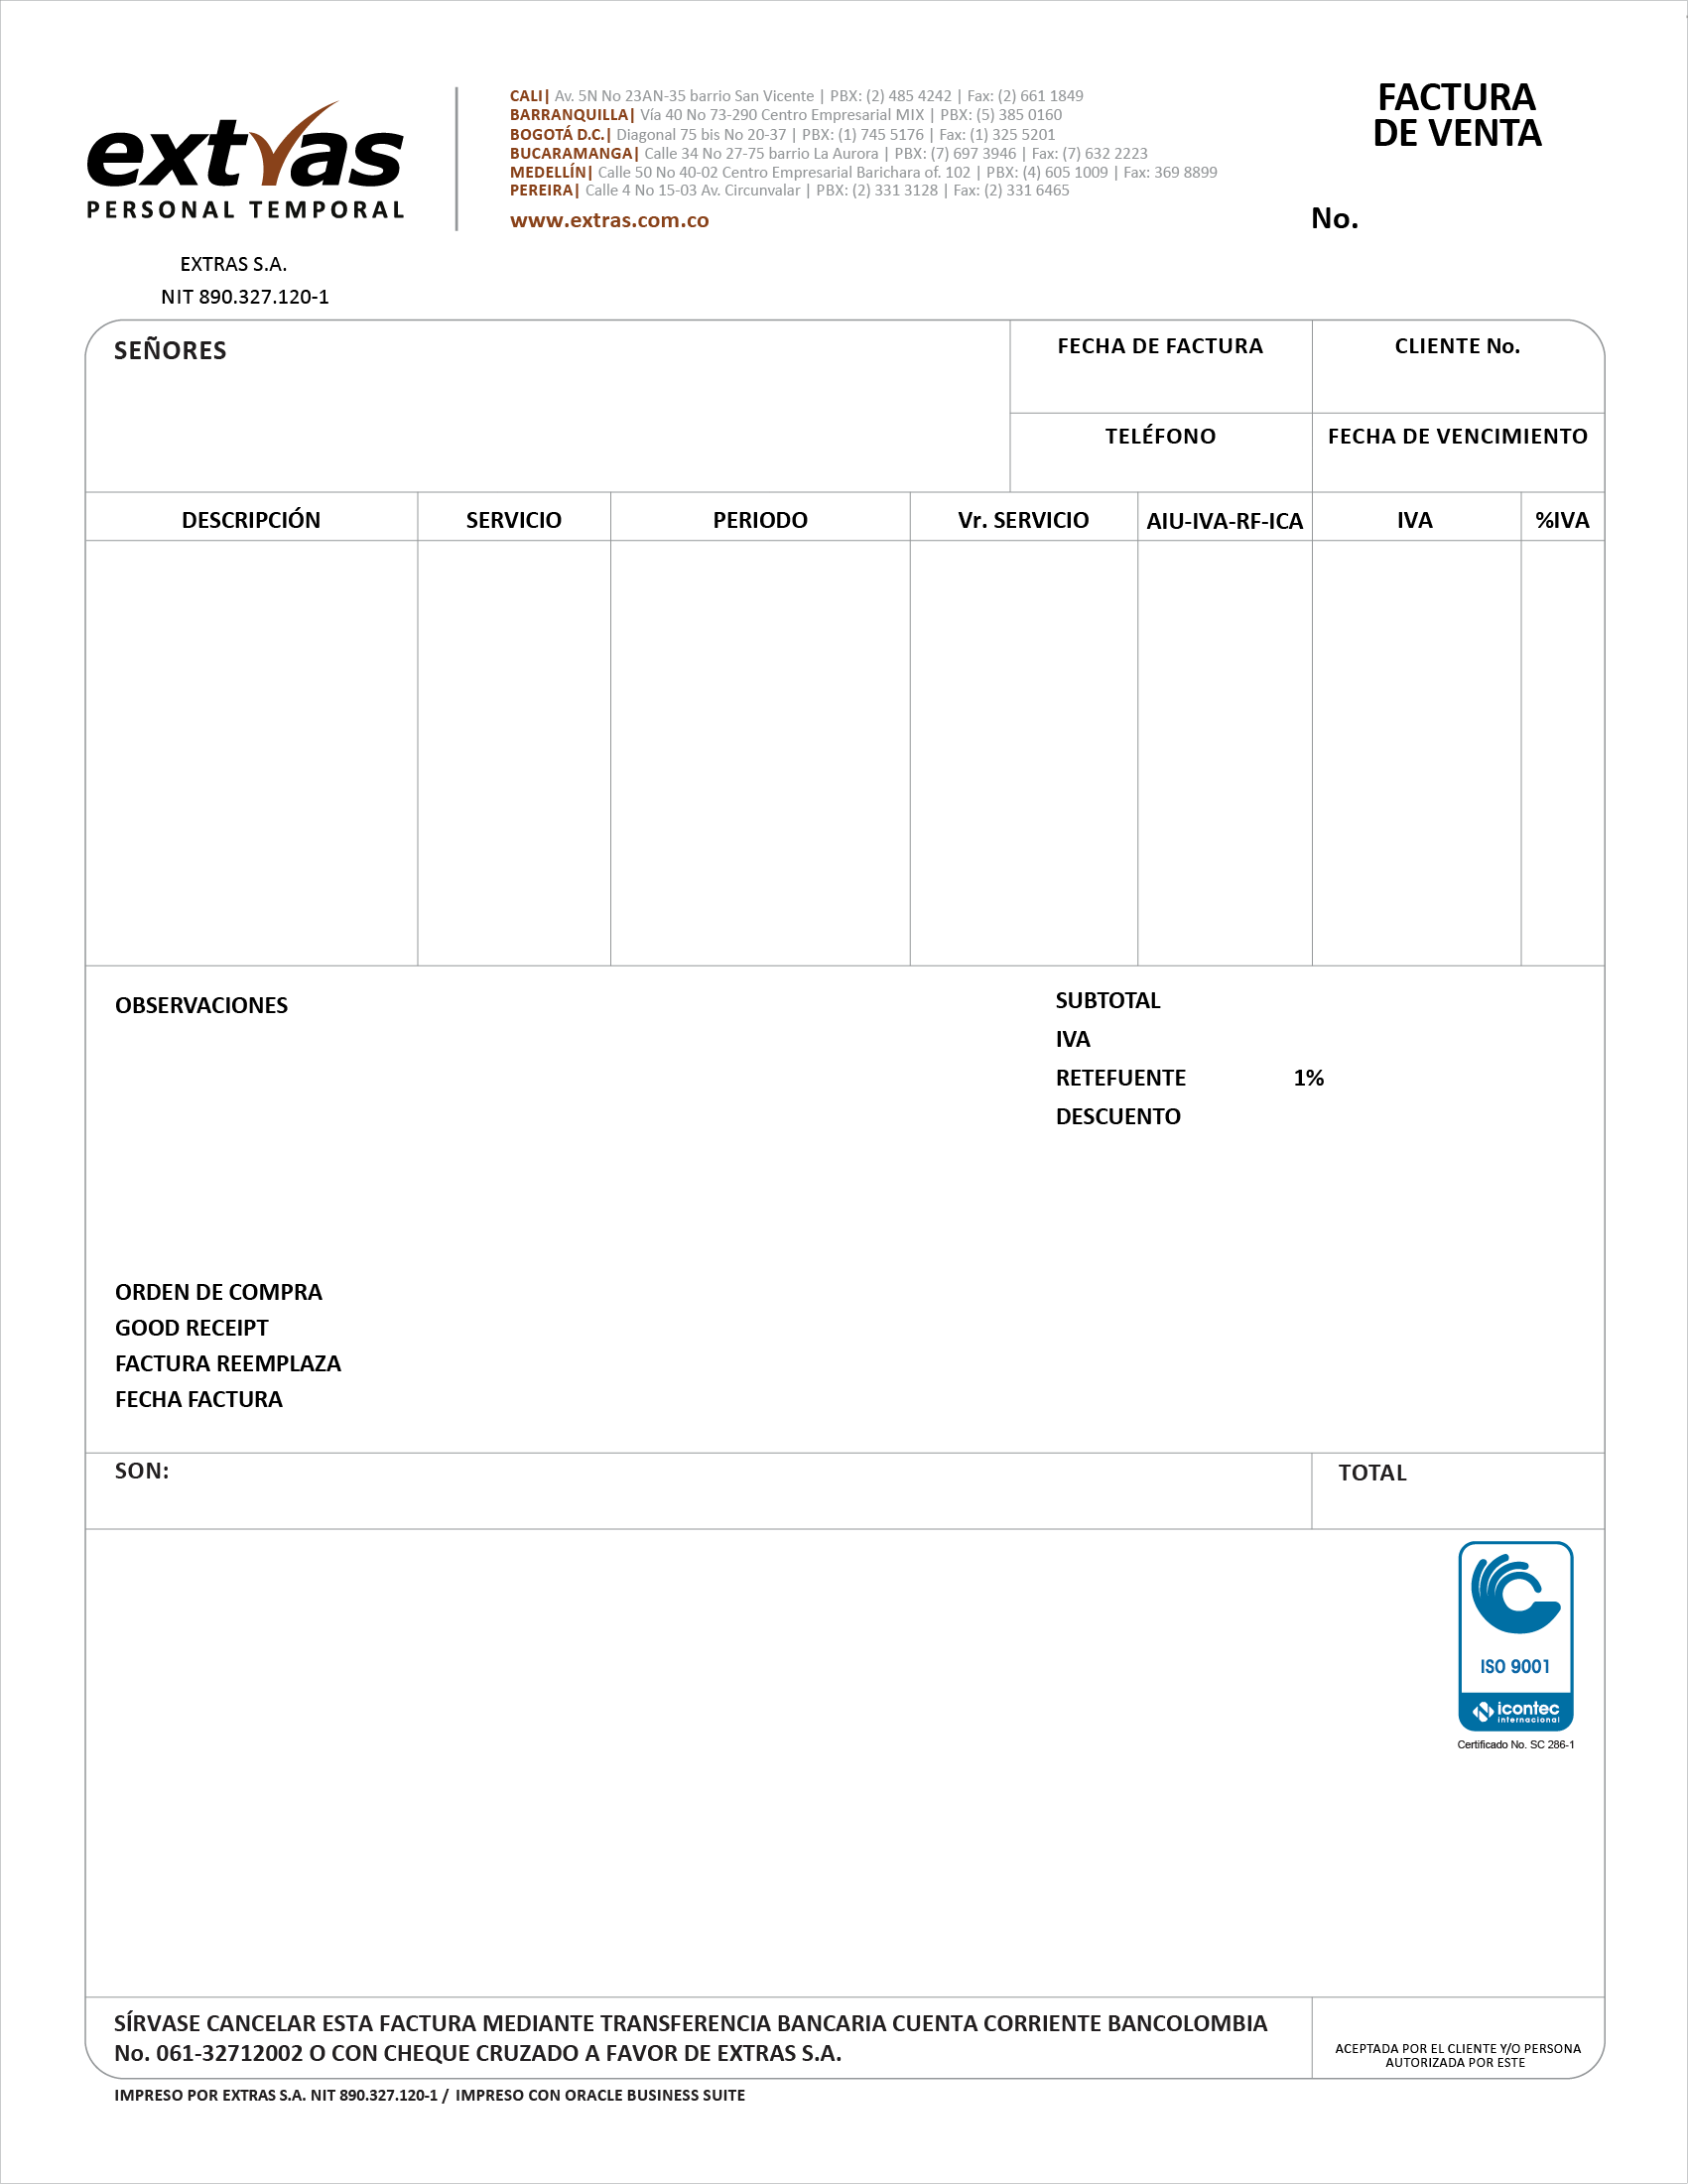 extras
PERSONAL TEMPORAL
EXTRAS S.A.
NIT 890.327.120-1
CALI| Av. 5N No 23AN-35 barrio San Vicente | PBX: (2) 485 4242 | Fax: (2) 661 1849
BARRANQUILLA| Vía 40 No 73-290 Centro Empresarial MIX | PBX: (5) 385 0160
BOGOTÁ D.C.| Diagonal 75 bis No 20-37 | PBX: (1) 745 5176 | Fax: (1) 325 5201
BUCARAMANGA| Calle 34 No 27-75 barrio La Aurora | PBX: (7) 697 3946 | Fax: (7) 632 2223
MEDELLÍN| Calle 50 No 40-02 Centro Empresarial Barichara of. 102 | PBX: (4) 605 1009 | Fax: 369 8899
PEREIRA| Calle 4 No 15-03 Av. Circunvalar | PBX: (2) 331 3128 | Fax: (2) 331 6465
www.extras.com.co
FACTURA
DE VENTA
No.
SEÑORES
FECHA DE FACTURA
CLIENTE No.
TELÉFONO
FECHA DE VENCIMIENTO
DESCRIPCIÓN
SERVICIO
PERIODO
Vr. SERVICIO
AIU-IVA-RF-ICA
IVA
%IVA
OBSERVACIONES
SUBTOTAL
IVA
RETEFUENTE 1%
DESCUENTO
ORDEN DE COMPRA
GOOD RECEIPT
FACTURA REEMPLAZA
FECHA FACTURA
SON:
TOTAL
ISO 9001
icontec
internacional
Certificado No. SC 286-1
SÍRVASE CANCELAR ESTA FACTURA MEDIANTE TRANSFERENCIA BANCARIA CUENTA CORRIENTE BANCOLOMBIA
No. 061-32712002 O CON CHEQUE CRUZADO A FAVOR DE EXTRAS S.A.
ACEPTADA POR EL CLIENTE Y/O PERSONA
AUTORIZADA POR ESTE
IMPRESO POR EXTRAS S.A. NIT 890.327.120-1 / IMPRESO CON ORACLE BUSINESS SUITE